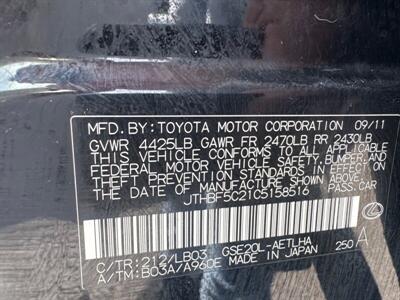 MFD.BY:TOYOTA MOTOR CORPORATION 09/11
GVWR 4425LB GAWR FR 2470LB RR 2430LB
THIS VEHICLE CONFORMS TO ALL APPLICABLE
FEDERAL MOTOR VEHICLE SAFETY, BUMPER, AND
THEFT PREVENTION STANDARDS IN EFFECT ON
THE DATE OF MANUFACTURE SHOWN ABOVE.
JTHBF5C21C5158516 PASS.CAR
C/TR:212/LB03 GSE20L-AETLHA
A/TM:B03A/A960E MADE IN JAPAN 250 A